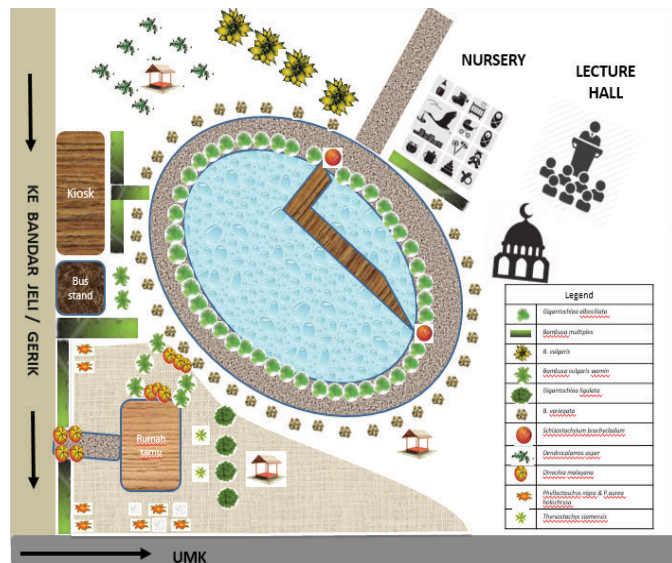 NURSERY
LECTURE
HALL
KE BANDAR JELI / GERIK
Kiosk
Bus
stand
Rumah
tamu
UMK
Legend
Gigantochloa albociliata
Bambusa multiplex
B. vulgaris
Bambusa vulgaris wamin
Gigantochloa ligulata
B. variegata
Schizostachyum brachycladum
Dendrocalamus asper
Dinochloa malayana
Phyllostachys nigra & P.aurea
holochrysa
Thyrsostachys siamensis